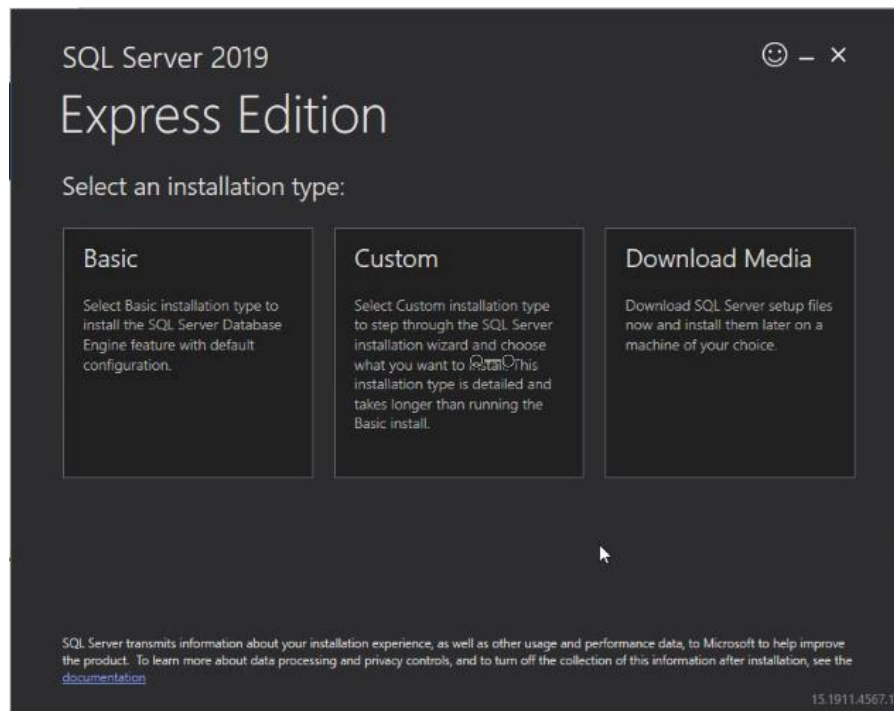 SQL Server 2019
Express Edition
Select an installation type:
Basic
Select Basic installation type to
install the SQL Server Database
Engine feature with default
configuration.
Custom
Select Custom installation type
to step through the SQL Server
installation wizard and choose
what you want to install. This
installation type is detailed and
takes longer than running the
Basic install.
Download Media
Download SQL Server setup files
now and install them later on a
machine of your choice.
SQL Server transmits information about your installation experience, as well as other usage and performance data, to Microsoft to help improve
the product. To learn more about data processing and privacy controls, and to turn off the collection of this information after installation, see the
documentation
15.1911.4567.1